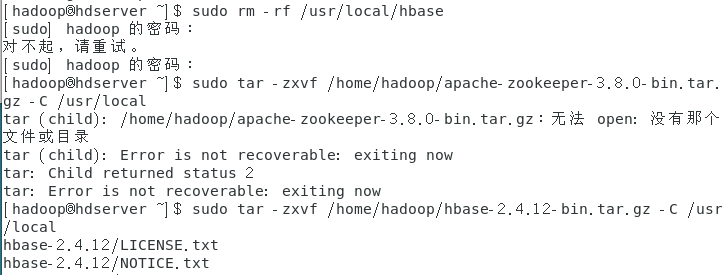 [hadoop@hdserver ~]$ sudo rm -rf /usr/local/hbase
[sudo] hadoop 的密码：
对不起，请重试。
[sudo] hadoop 的密码：
[hadoop@hdserver ~]$ sudo tar -zxvf /home/hadoop/apache-zookeeper-3.8.0-bin.tar.
gz -C /usr/local
tar (child): /home/hadoop/apache-zookeeper-3.8.0-bin.tar.gz：无法 open: 没有那个
文件或目录
tar (child): Error is not recoverable: exiting now
tar: Child returned status 2
tar: Error is not recoverable: exiting now
[hadoop@hdserver ~]$ sudo tar -zxvf /home/hadoop/hbase-2.4.12-bin.tar.gz -C /usr
/local
hbase-2.4.12/LICENSE.txt
hbase-2.4.12/NOTICE.txt